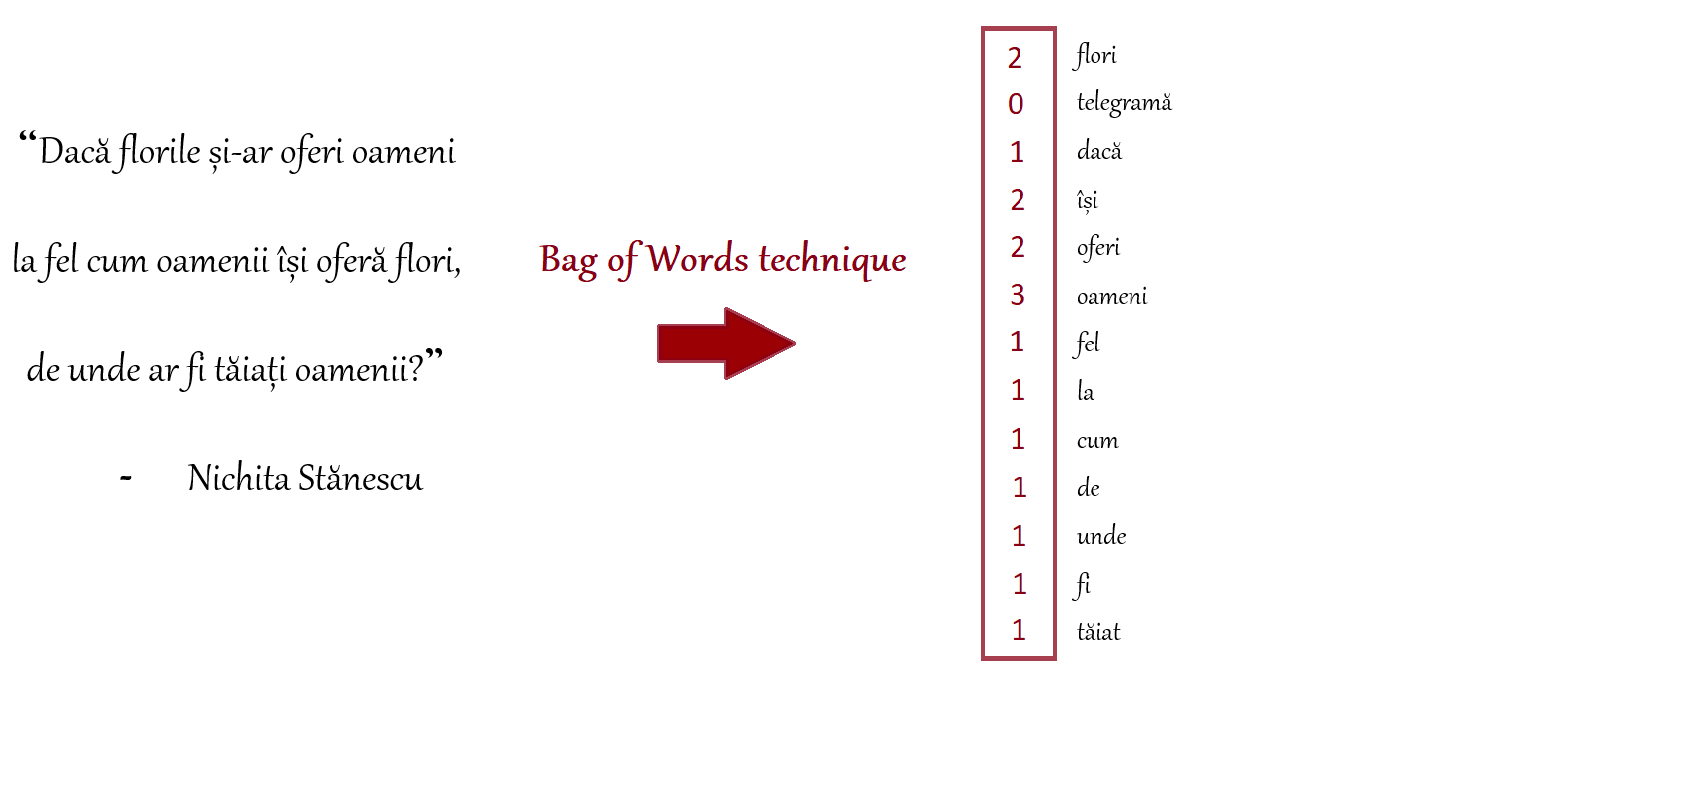 “Dacă florile și-ar oferi oameni
la fel cum oamenii își oferă flori,
de unde ar fi tăiați oamenii?”
- Nichita Stănescu
Bag of Words technique
2 flori
0 telegramă
1 dacă
2 își
2 oferi
3 oameni
1 fel
1 la
1 cum
1 de
1 unde
1 fi
1 tăiat